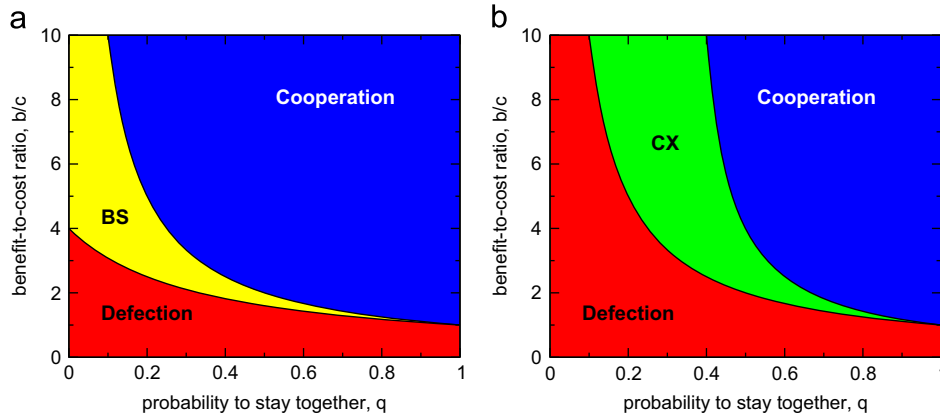 a
10
8
6
4
2
0
benefit-to-cost ratio, b/c
Cooperation
BS
Defection
0 0.2 0.4 0.6 0.8 1
probability to stay together, q
b
10
8
6
4
2
0
benefit-to-cost ratio, b/c
Cooperation
CX
Defection
0 0.2 0.4 0.6 0.8 1
probability to stay together, q